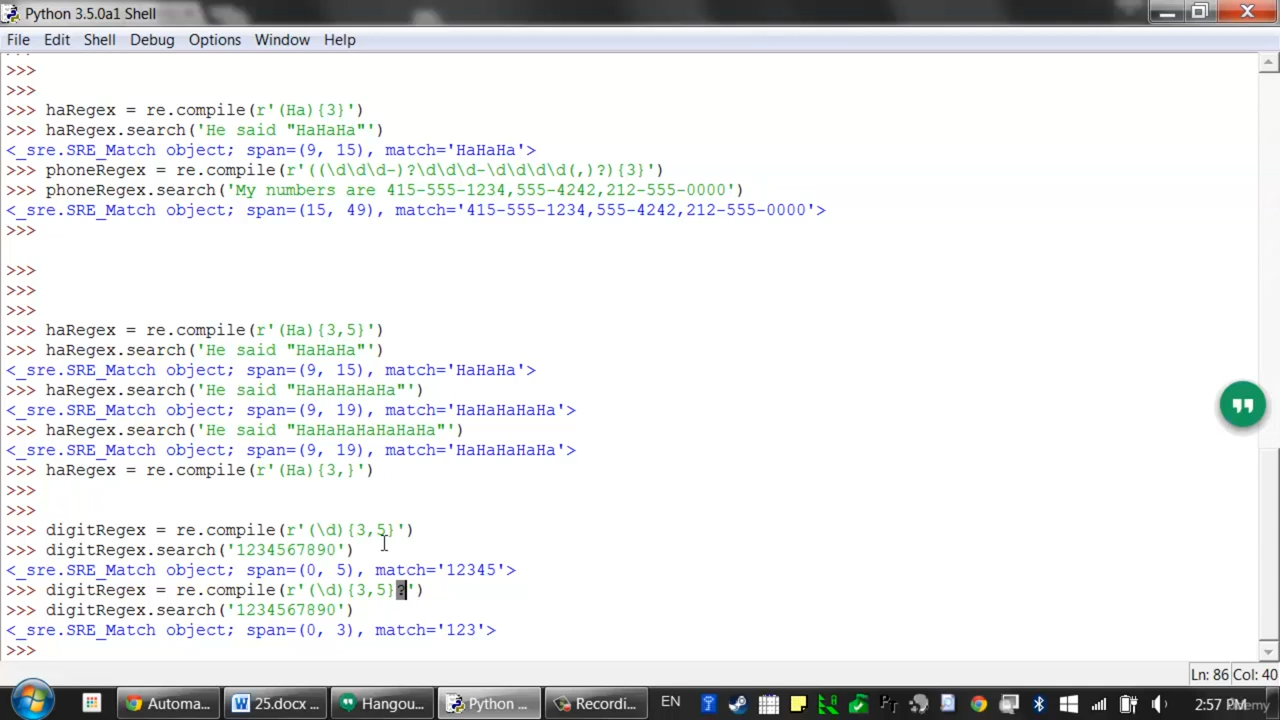 Python 3.5.0a1 Shell
File Edit Shell Debug Options Window Help
>>>
>>>
>>> haRegex = re.compile(r'(Ha){3}')
>>> haRegex.search('He said "HaHaHa"')
<_sre.SRE_Match object; span=(9, 15), match='HaHaHa'>
>>> phoneRegex = re.compile(r'((\d\d\d-)?\d\d\d-\d\d\d\d(,)?){3}')
>>> phoneRegex.search('My numbers are 415-555-1234,555-4242,212-555-0000')
<_sre.SRE_Match object; span=(15, 49), match='415-555-1234,555-4242,212-555-0000'>
>>>
>>>
>>>
>>>
>>> haRegex = re.compile(r'(Ha){3,5}')
>>> haRegex.search('He said "HaHaHa"')
<_sre.SRE_Match object; span=(9, 15), match='HaHaHa'>
>>> haRegex.search('He said "HaHaHaHaHa"')
<_sre.SRE_Match object; span=(9, 19), match='HaHaHaHaHa'>
>>> haRegex.search('He said "HaHaHaHaHaHaHa"')
<_sre.SRE_Match object; span=(9, 19), match='HaHaHaHaHa'>
>>> haRegex = re.compile(r'(Ha){3,}')
>>>
>>>
>>> digitRegex = re.compile(r'(\d){3,5}')
>>> digitRegex.search('1234567890')
<_sre.SRE_Match object; span=(0, 5), match='12345'>
>>> digitRegex = re.compile(r'(\d){3,5}?')
>>> digitRegex.search('1234567890')
<_sre.SRE_Match object; span=(0, 3), match='123'>
>>>
Ln: 86 Col: 40
Automa... 25.docx ... Hangou... Python ... Recordi... EN 2:57 PM